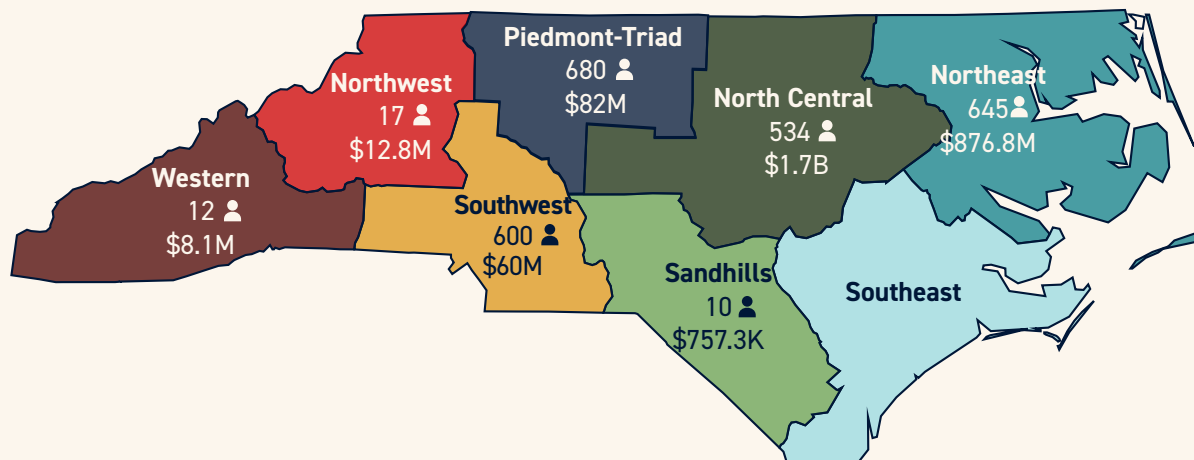 Piedmont-Triad
680
$82M
Northwest
17
$12.8M
North Central
534
$1.7B
Northeast
645
$876.8M
Western
12
$8.1M
Southwest
600
$60M
Sandhills
10
$757.3K
Southeast